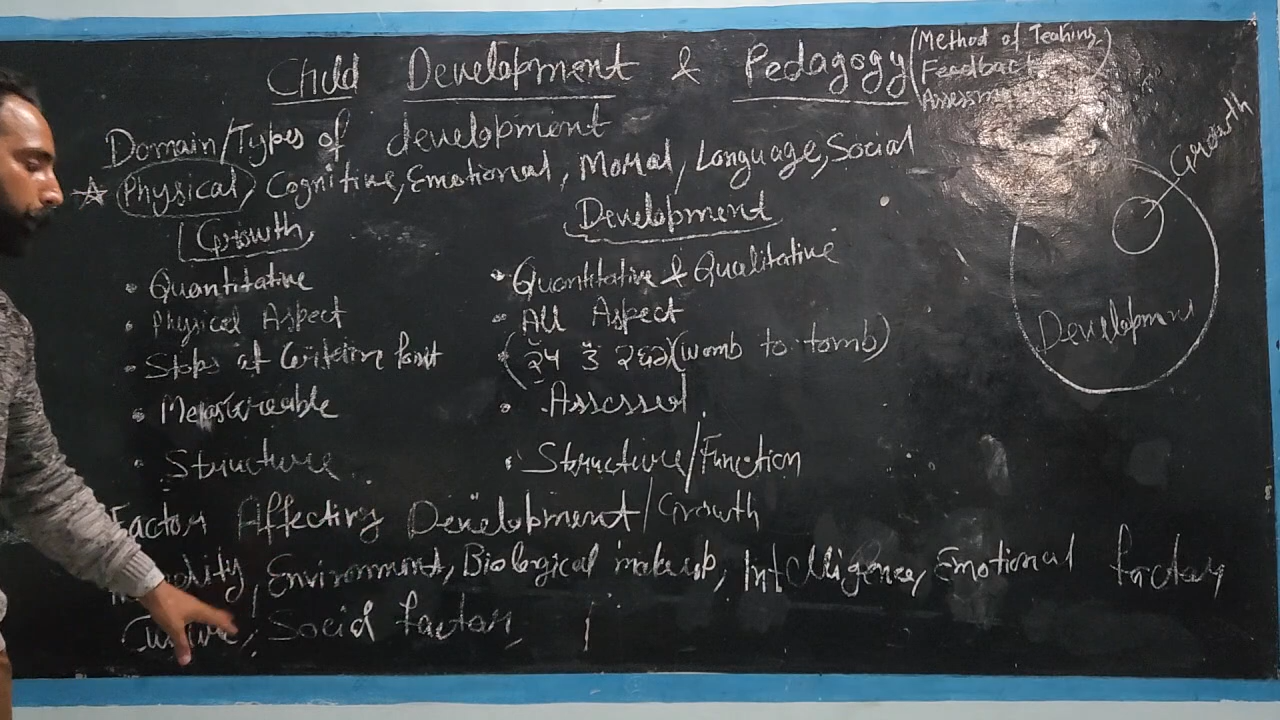 Child Development & Pedagogy (Method of Teaching
Feedback
Assessm
Domain/Types of development
Physical, Cognitive, Emotional, Moral, Language, Social
Growth
Growth
Development
• Quantitative
• Quantitative & Qualitative
• Physical Aspect
• All Aspect
Development
• Stops at Certain Point
(womb to tomb)
• Measureable
• Assessed.
• Structure
• Structure/Function
Factor Affecting Development/Growth
Environment, Biological makeup, Intelligence, Emotional factor
Culture, Social factor,